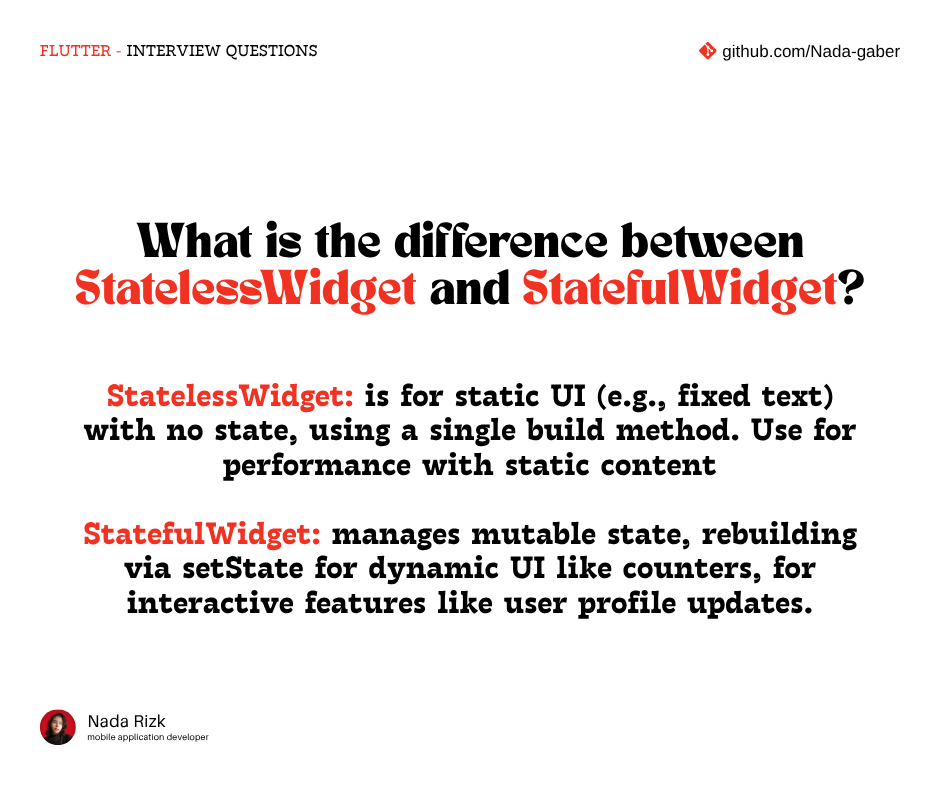 FLUTTER - INTERVIEW QUESTIONS
github.com/Nada-gaber
What is the difference between
StatelessWidget and StatefulWidget?
StatelessWidget: is for static UI (e.g., fixed text)
with no state, using a single build method. Use for
performance with static content
StatefulWidget: manages mutable state, rebuilding
via setState for dynamic UI like counters, for
interactive features like user profile updates.
Nada Rizk
mobile application developer